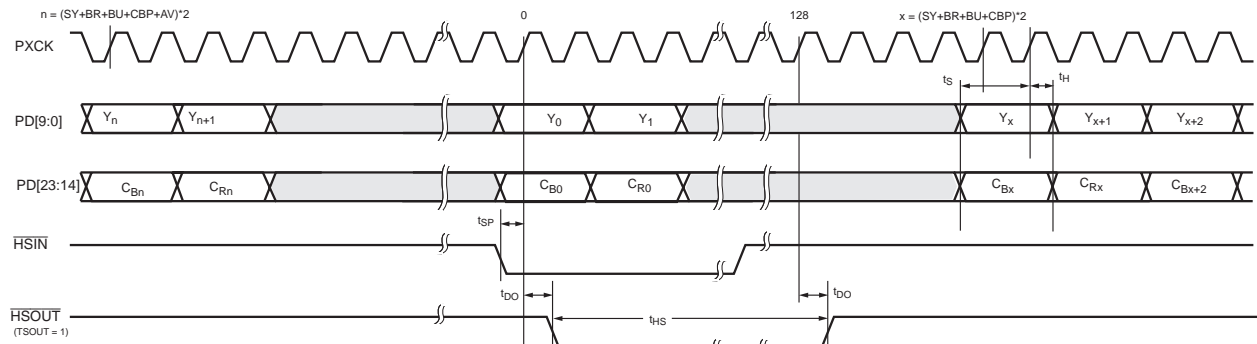 n = (SY+BR+BU+CBP+AV)*2
0
128
x = (SY+BR+BU+CBP)*2
PXCK
tS
tH
PD[9:0]
Yn
Yn+1
Y0
Y1
Yx
Yx+1
Yx+2
PD[23:14]
CBn
CRn
CB0
CR0
CBx
CRx
CBx+2
tSP
HSIN
tDO
tDO
HSOUT
tHS
(TSOUT = 1)